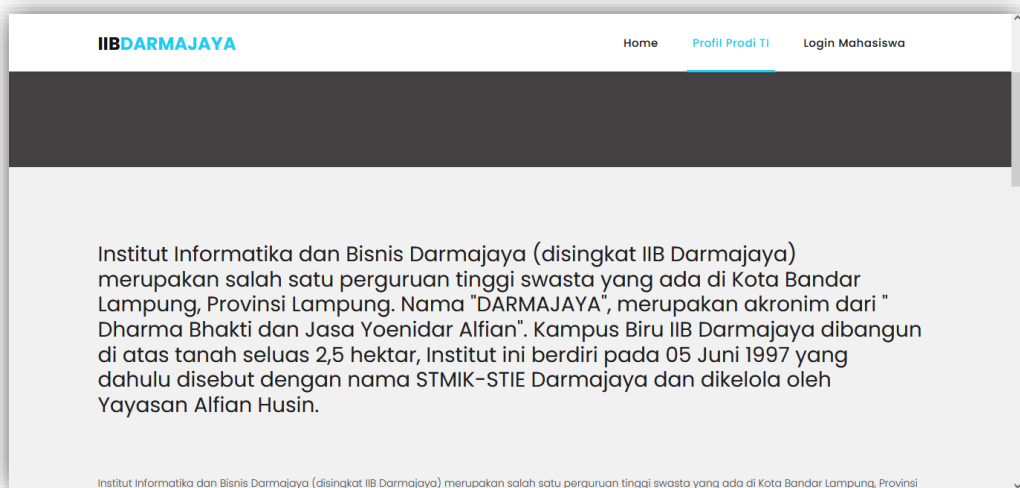 IIBDARMAJAYA
Home Profil Prodi TI Login Mahasiswa
Institut Informatika dan Bisnis Darmajaya (disingkat IIB Darmajaya)
merupakan salah satu perguruan tinggi swasta yang ada di Kota Bandar
Lampung, Provinsi Lampung. Nama "DARMAJAYA", merupakan akronim dari "
Dharma Bhakti dan Jasa Yoenidar Alfian". Kampus Biru IIB Darmajaya dibangun
di atas tanah seluas 2,5 hektar, Institut ini berdiri pada 05 Juni 1997 yang
dahulu disebut dengan nama STMIK-STIE Darmajaya dan dikelola oleh
Yayasan Alfian Husin.
Institut Informatika dan Bisnis Darmajaya (disingkat IIB Darmajaya) merupakan salah satu perguruan tinggi swasta yang ada di Kota Bandar Lampung, Provinsi